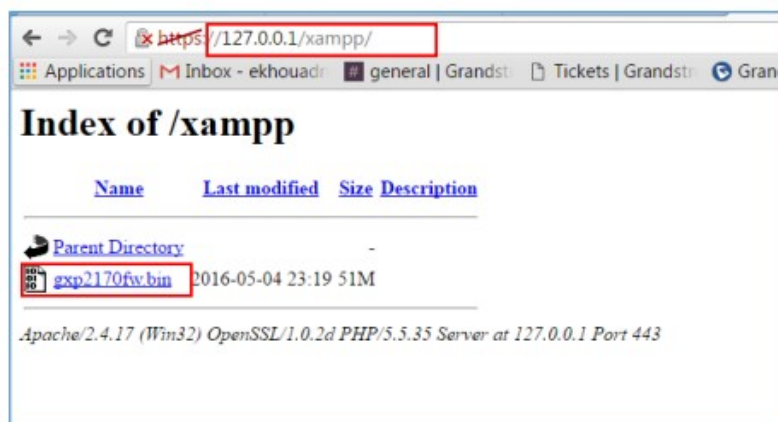 https://127.0.0.1/xampp/
Applications Inbox - ekhouadr general | Grandst Tickets | Grandstr Gran
Index of /xampp
Name Last modified Size Description
Parent Directory -
gxp2170fw.bin 2016-05-04 23:19 51M
Apache/2.4.17 (Win32) OpenSSL/1.0.2d PHP/5.5.35 Server at 127.0.0.1 Port 443